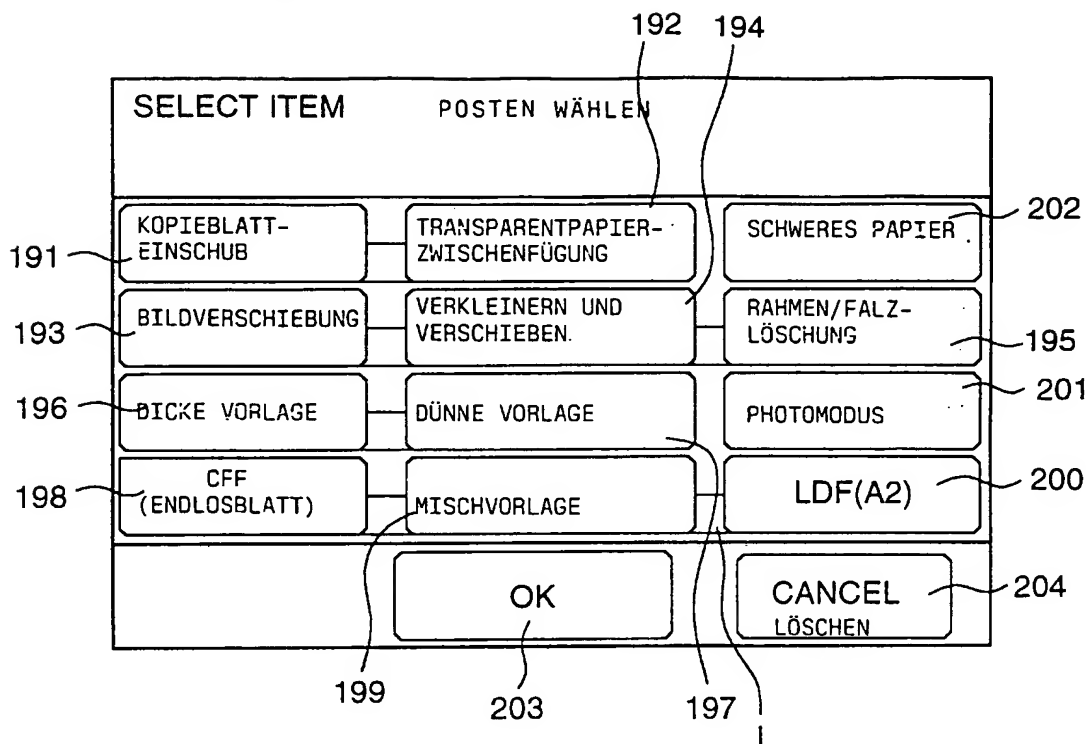 192 194
SELECT ITEM POSTEN WÄHLEN
KOPIEBLATT-
EINSCHUB
TRANSPARENTPAPIER-
ZWISCHENFÜGUNG
SCHWERES PAPIER
202
191
BILDVERSCHIEBUNG
VERKLEINERN UND
VERSCHIEBEN.
RAHMEN/FALZ-
LÖSCHUNG
193
195
196
DICKE VORLAGE
DÜNNE VORLAGE
PHOTOMODUS
201
198
CFF
(ENDLOSBLATT)
MISCHVORLAGE
LDF(A2)
200
OK
CANCEL
LÖSCHEN
204
199
203
197